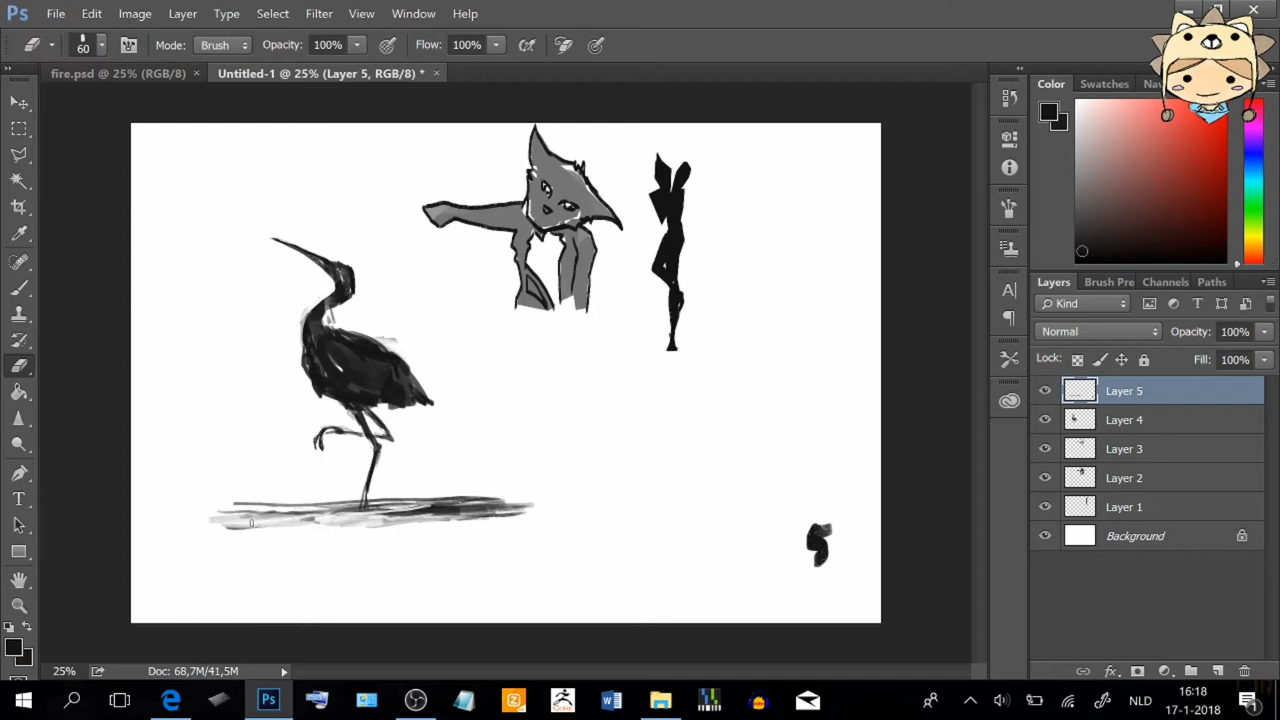 Ps File Edit Image Layer Type Select Filter View Window Help
60 Mode: Brush Opacity: 100% Flow: 100%
fire.psd @ 25% (RGB/8) × Untitled-1 @ 25% (Layer 5, RGB/8) * ×
Color Swatches Nav
Layers Brush Pre Channels Paths
Kind
Normal Opacity: 100%
Lock: Fill: 100%
Layer 5
Layer 4
Layer 3
Layer 2
Layer 1
Background
25% Doc: 68,7M/41,5M
NLD 16:18
17-1-2018